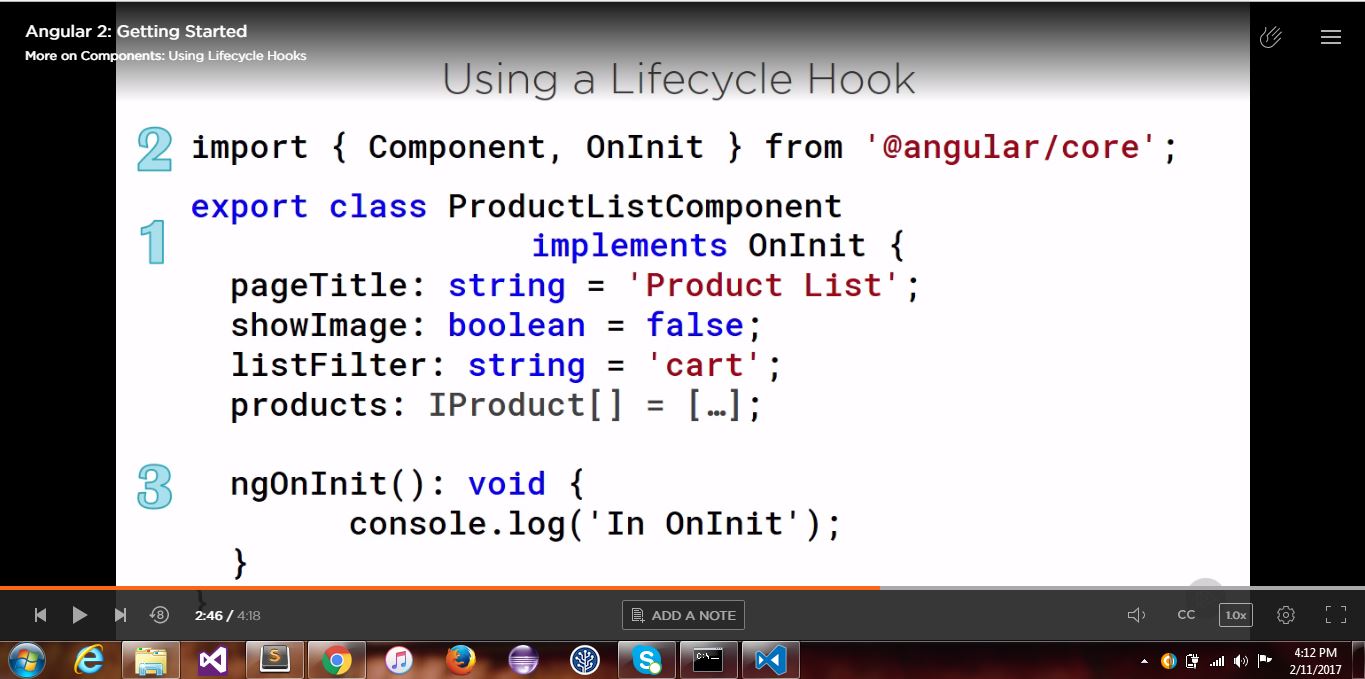 Angular 2: Getting Started
More on Components: Using Lifecycle Hooks
Using a Lifecycle Hook
2 import { Component, OnInit } from '@angular/core';
export class ProductListComponent
1 implements OnInit {
pageTitle: string = 'Product List';
showImage: boolean = false;
listFilter: string = 'cart';
products: IProduct[] = […];
3 ngOnInit(): void {
console.log('In OnInit');
}
}
8 2:46 / 4:18 ADD A NOTE CC 1.0x
S S C:\
4:12 PM
2/11/2017